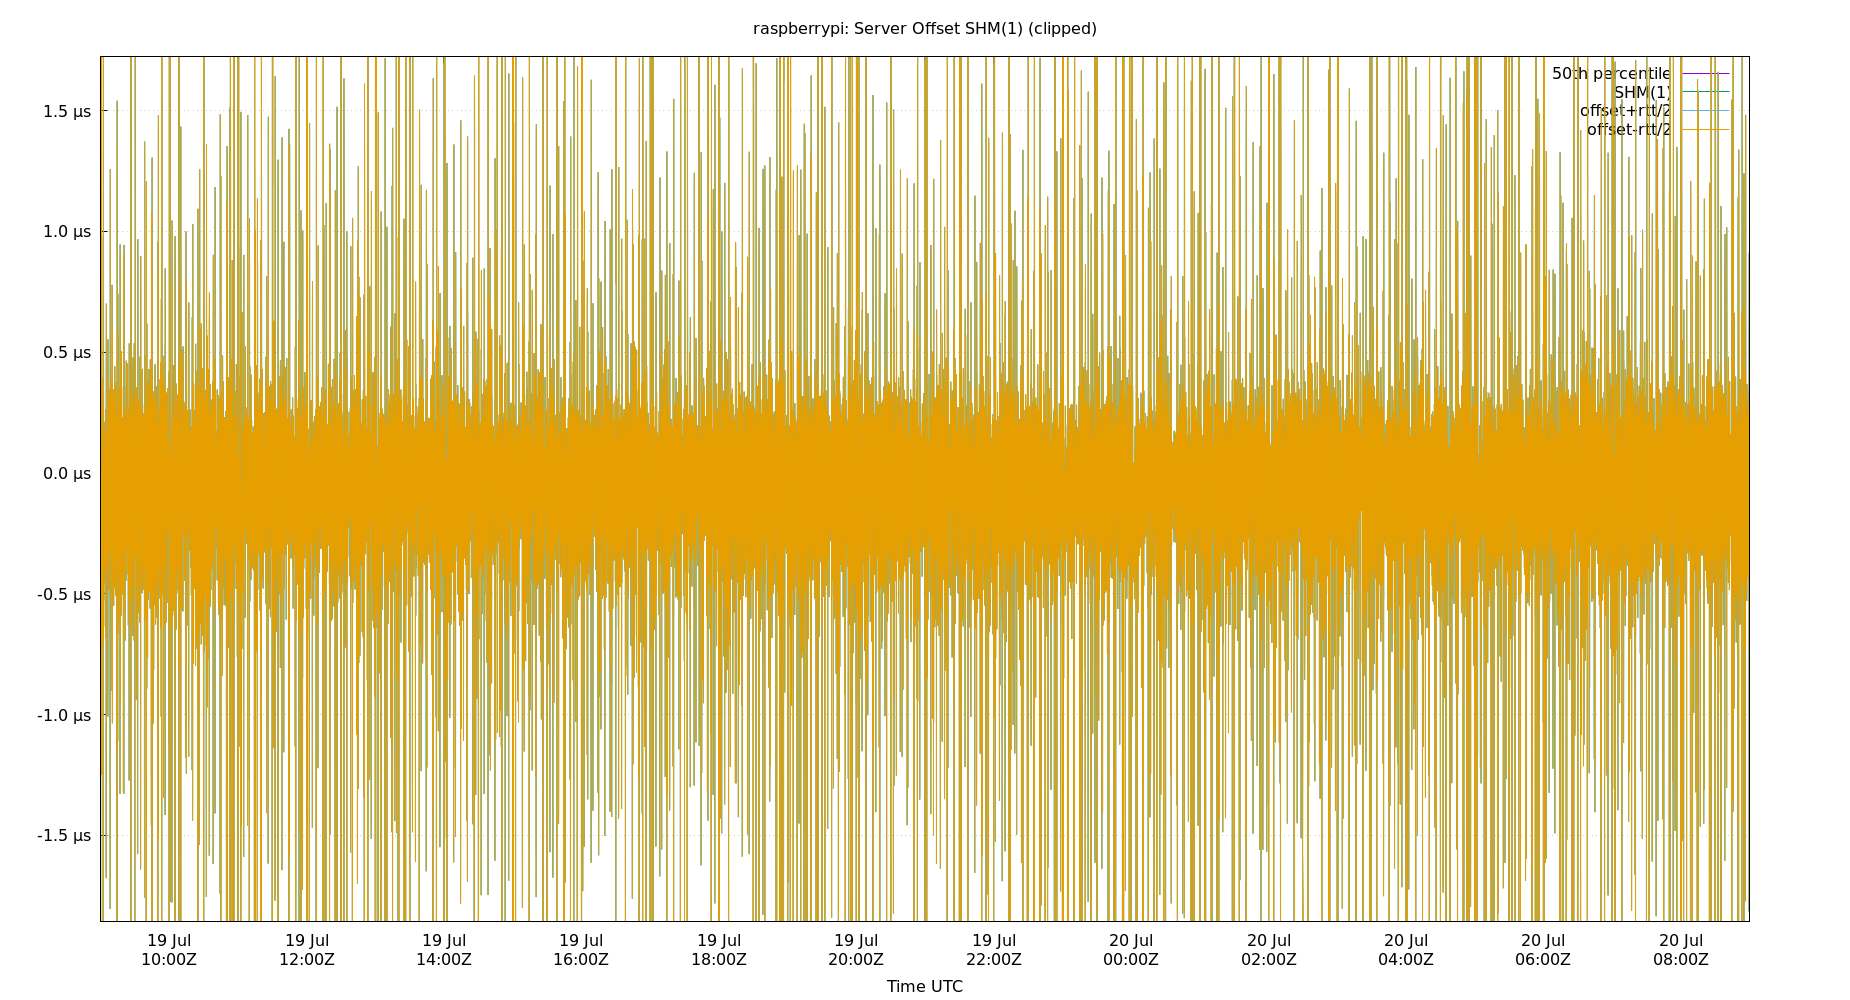 raspberrypi: Server Offset SHM(1) (clipped)
50th percentile
SHM(1)
offset+rtt/2
offset-rtt/2
1.5 µs
1.0 µs
0.5 µs
0.0 µs
-0.5 µs
-1.0 µs
-1.5 µs
19 Jul 19 Jul 19 Jul 19 Jul 19 Jul 19 Jul 19 Jul 20 Jul 20 Jul 20 Jul 20 Jul 20 Jul
10:00Z 12:00Z 14:00Z 16:00Z 18:00Z 20:00Z 22:00Z 00:00Z 02:00Z 04:00Z 06:00Z 08:00Z
Time UTC